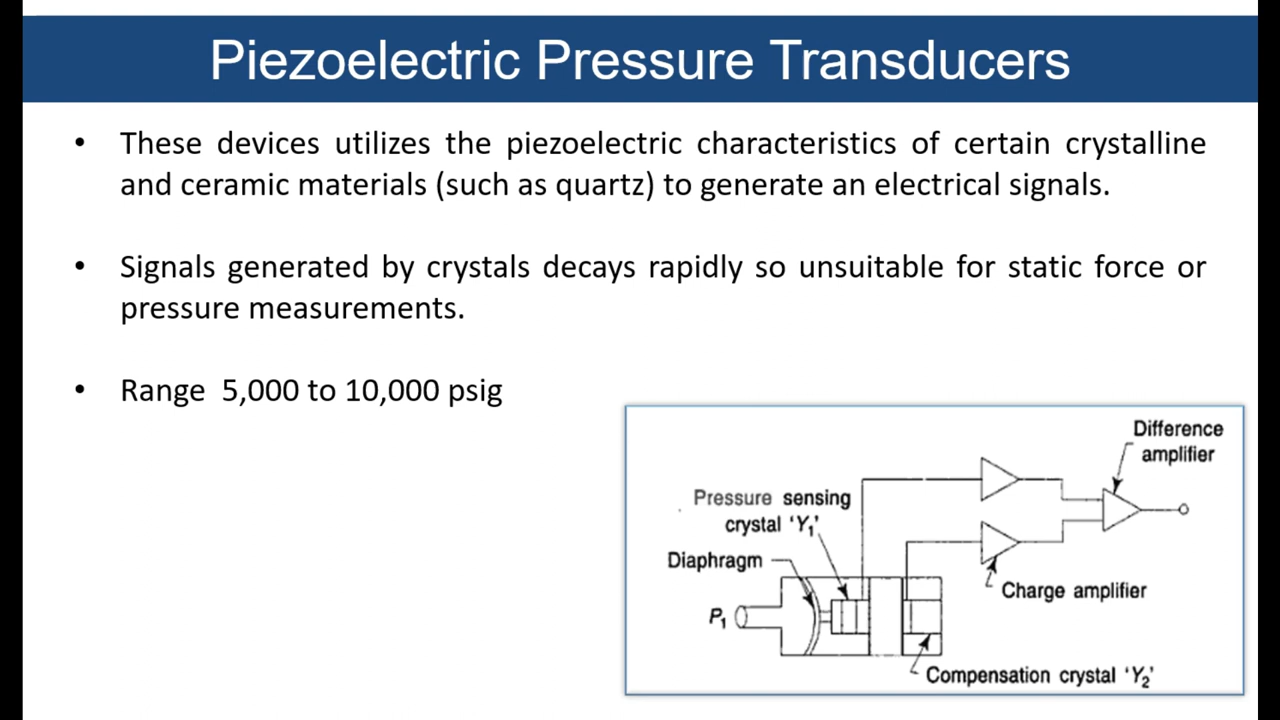 Piezoelectric Pressure Transducers
• These devices utilizes the piezoelectric characteristics of certain crystalline
and ceramic materials (such as quartz) to generate an electrical signals.
• Signals generated by crystals decays rapidly so unsuitable for static force or
pressure measurements.
• Range 5,000 to 10,000 psig
Difference
amplifier
Pressure sensing
crystal ‘Y₁’
Diaphragm
Charge amplifier
P₁
Compensation crystal ‘Y₂’